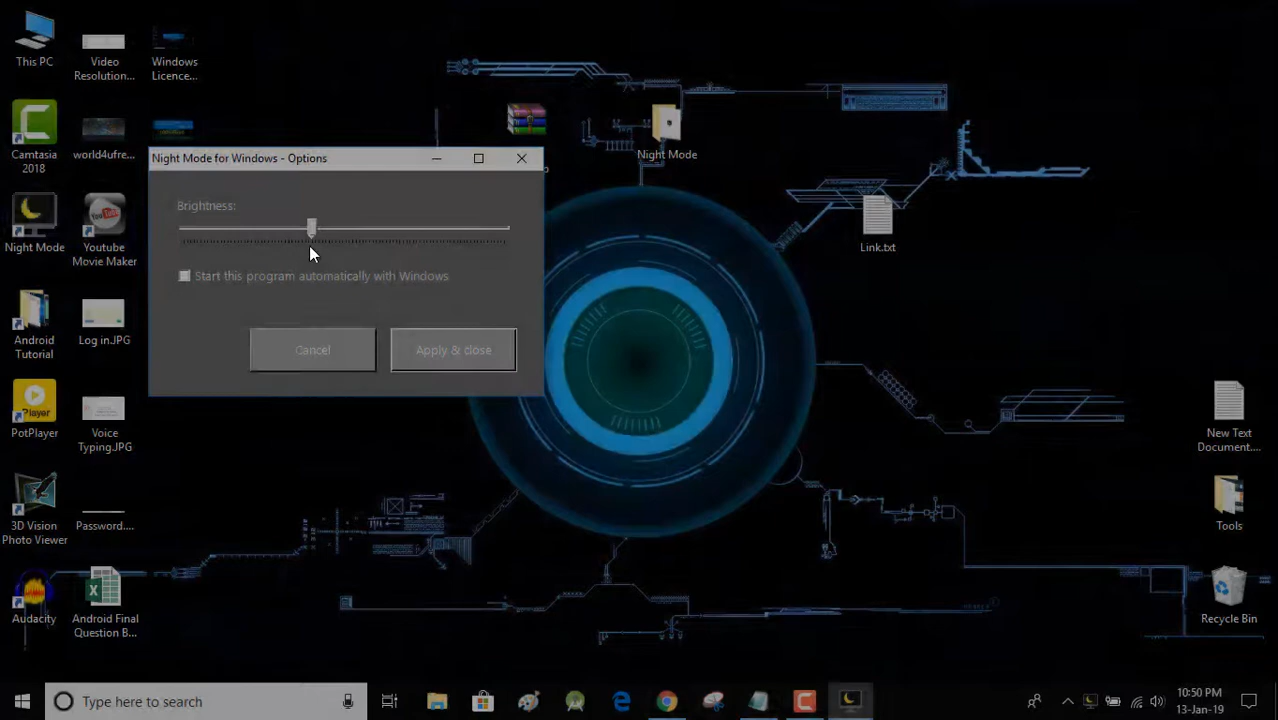 This PC
Video
Resolution...
Windows
Licence...
Camtasia
2018
world4ufre...
Night Mode
Link.txt
Night Mode for Windows - Options
Brightness:
Start this program automatically with Windows
Cancel
Apply & close
Night Mode
Youtube
Movie Maker
Android
Tutorial
Log in.JPG
Player
PotPlayer
Voice
Typing.JPG
New Text
Document....
3D Vision
Photo Viewer
Password....
Tools
Audacity
Android Final
Question B...
Recycle Bin
Type here to search
10:50 PM
13-Jan-19